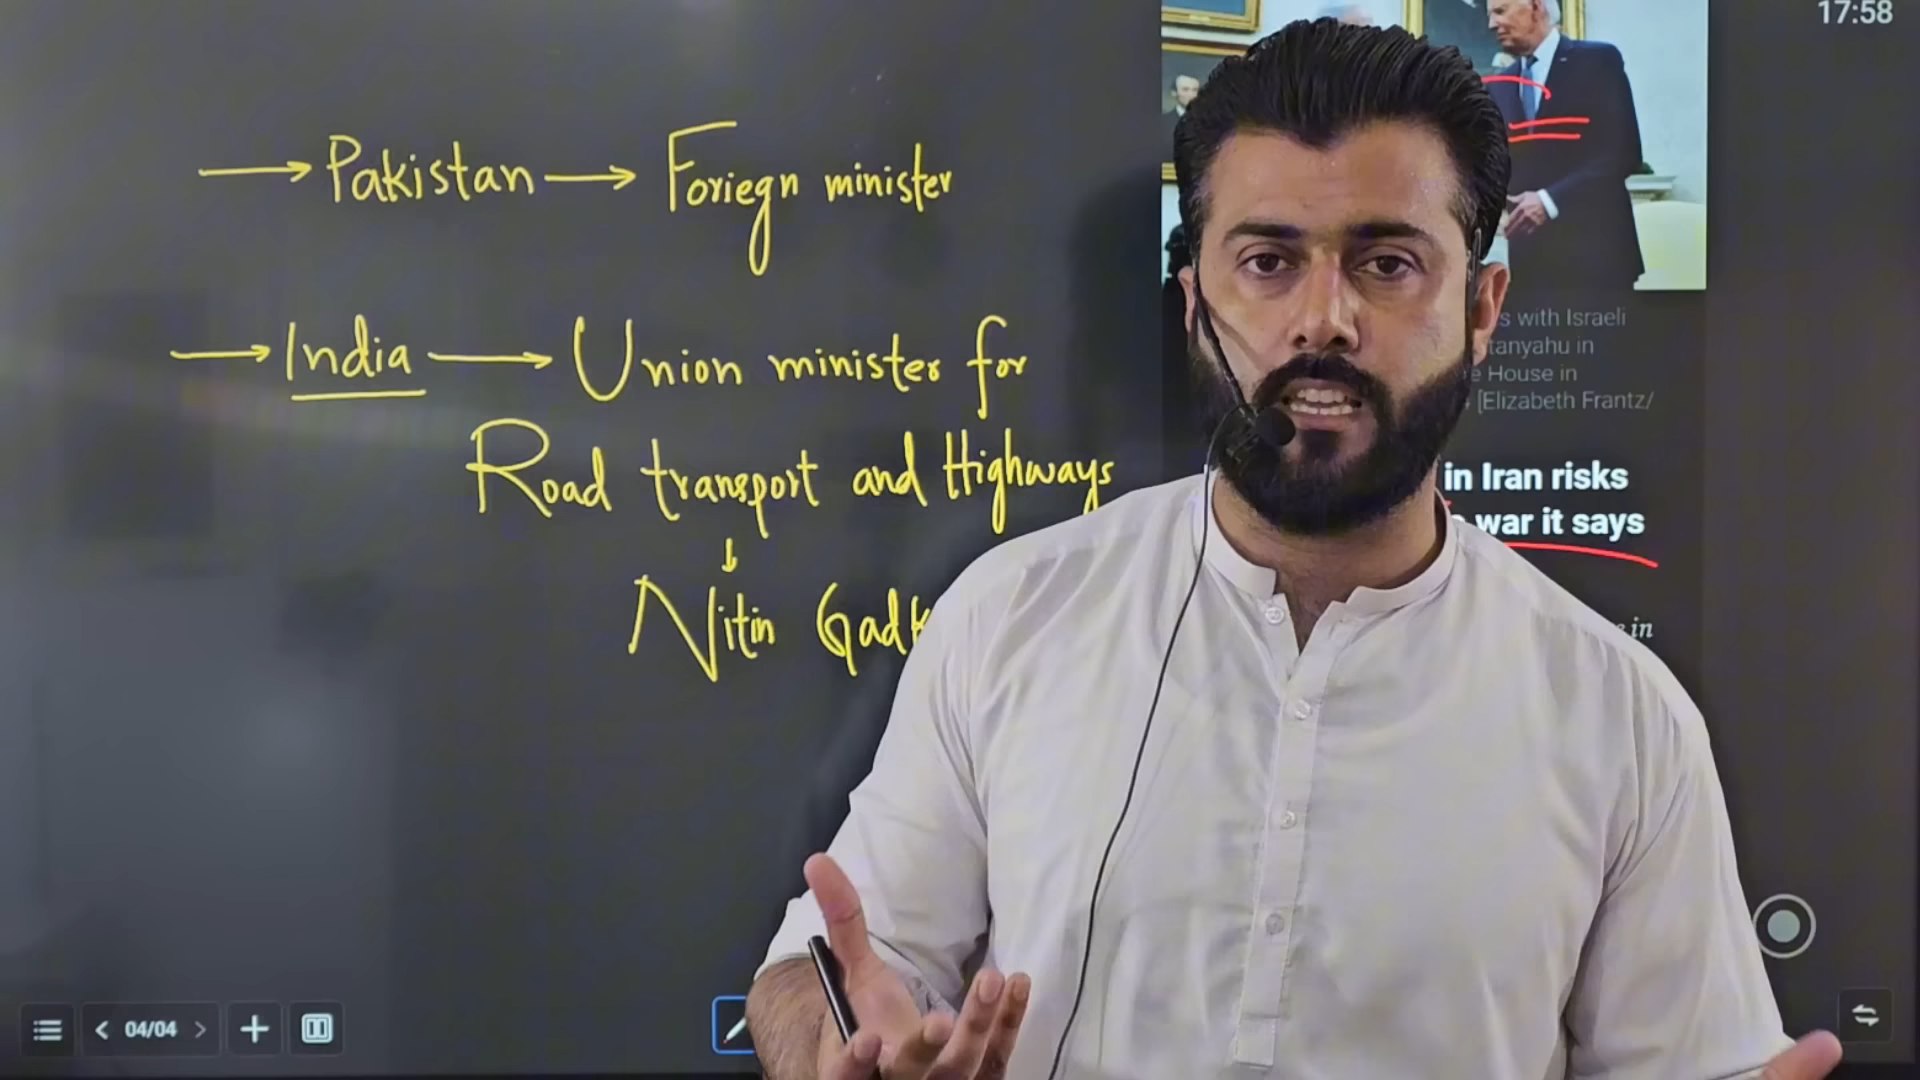 17:58
→ Pakistan → Foriegn minister
→ India → Union minister for
Road transport and Highways
↓
Nitin
s with Israeli
tanyahu in
House in
[Elizabeth Frantz/
in Iran risks
war it says
in
04/04